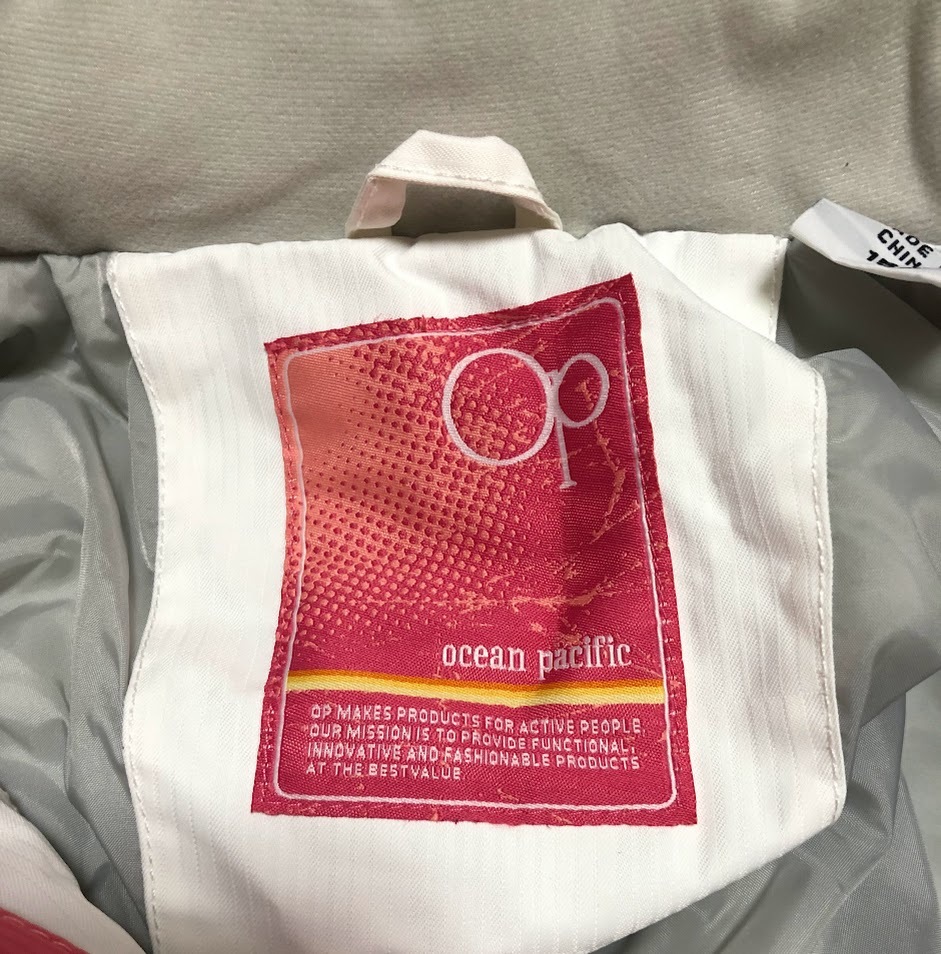 Op
ocean pacific
OP MAKES PRODUCTS FOR ACTIVE PEOPLE,
OUR MISSION IS TO PROVIDE FUNCTIONAL,
INNOVATIVE AND FASHIONABLE PRODUCTS
AT THE BESTVALUE.